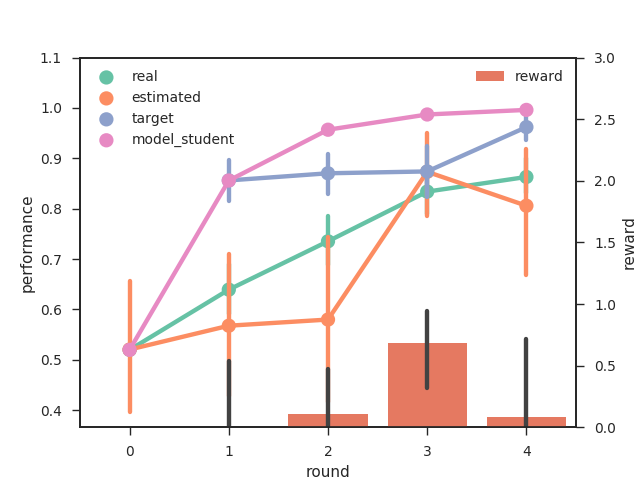 1.1
1.0
0.9
0.8
0.7
0.6
0.5
0.4
performance
real
estimated
target
model_student
reward
3.0
2.5
2.0
1.5
1.0
0.5
0.0
reward
0 1 2 3 4
round